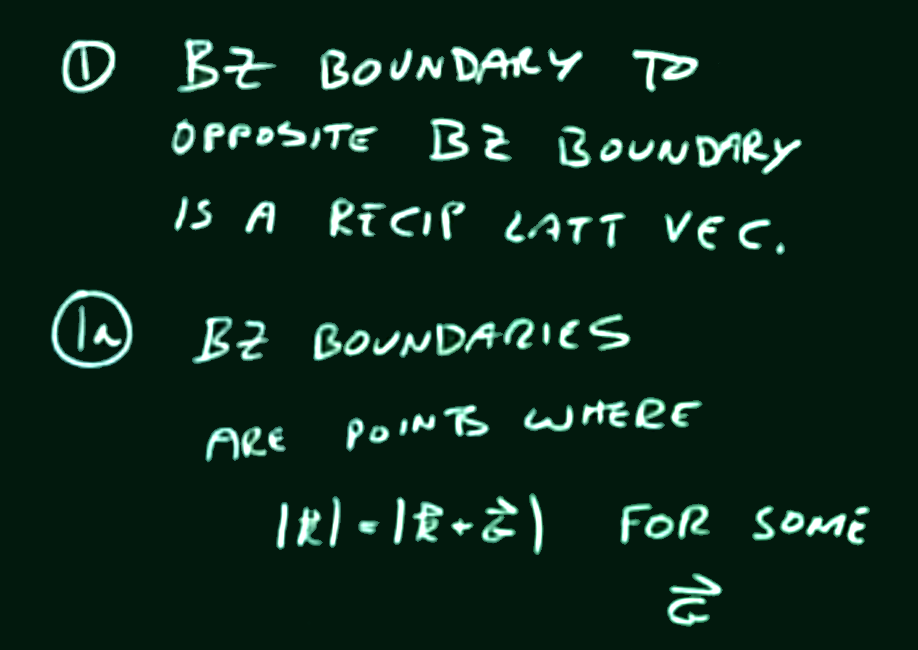 ① BZ BOUNDARY TO
OPPOSITE BZ BOUNDARY
IS A RECIP LATT VEC.
(1a) BZ BOUNDARIES
ARE POINTS WHERE
|k⃗| = |k⃗ + G⃗| FOR SOME
G⃗